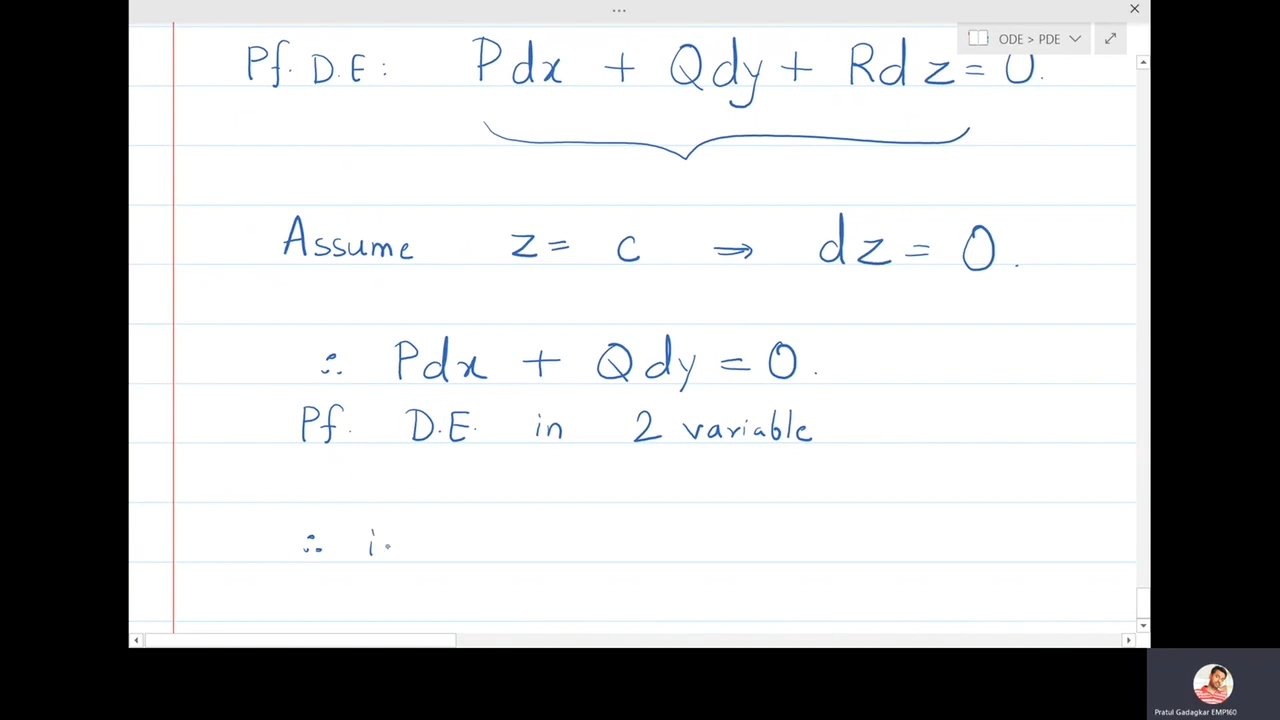 ODE > PDE
Pf. D.E: Pdx + Qdy + Rdz = 0.
Assume z = c ⇒ dz = 0.
∴ Pdx + Qdy = 0.
Pf. D.E. in 2 variable
∴ i
Pratul Gadagkar EMP160